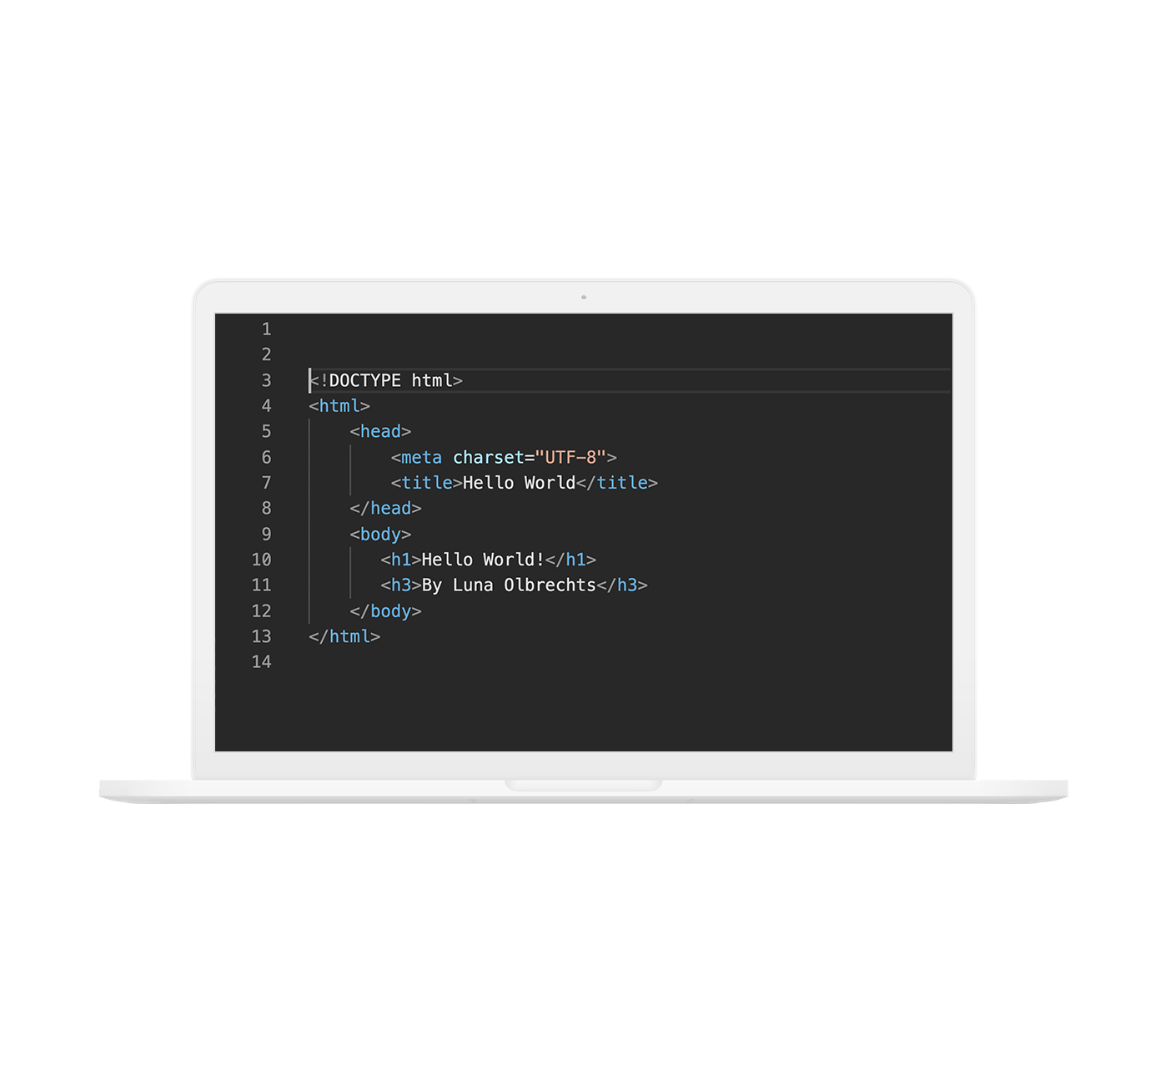 1
2
3 <!DOCTYPE html>
4 <html>
5 <head>
6 <meta charset="UTF-8">
7 <title>Hello World</title>
8 </head>
9 <body>
10 <h1>Hello World!</h1>
11 <h3>By Luna Olbrechts</h3>
12 </body>
13 </html>
14